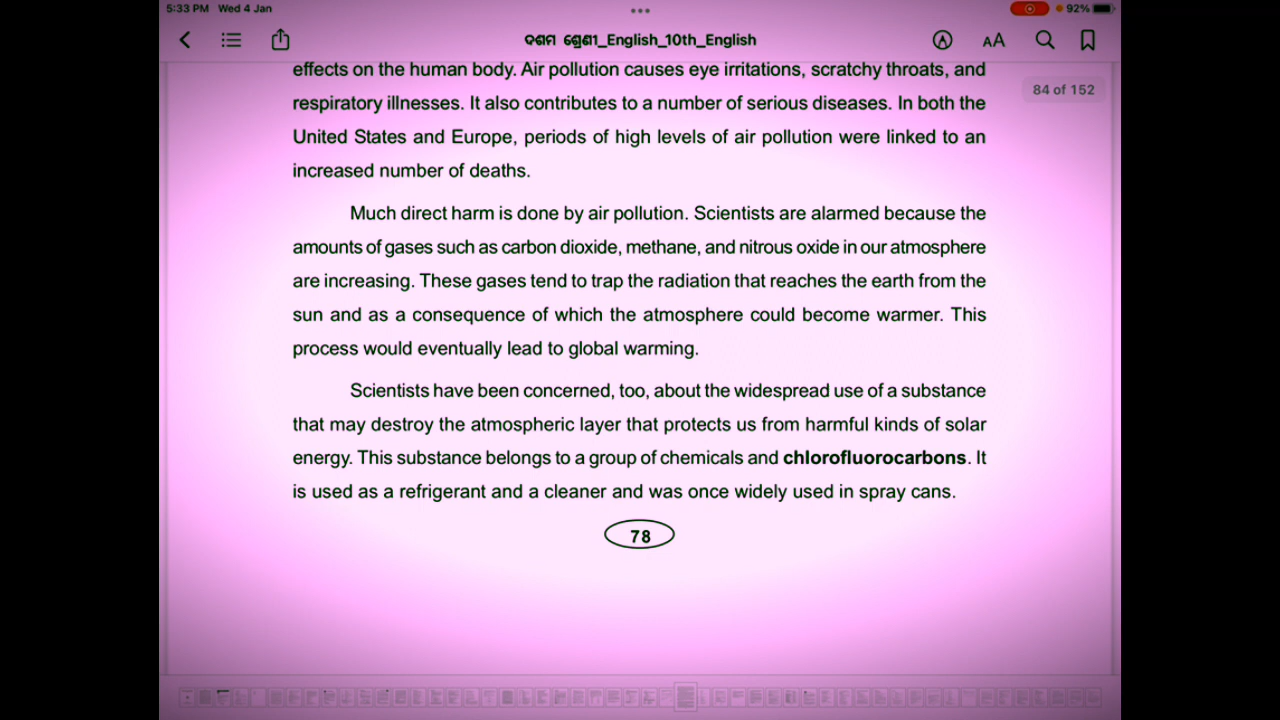 5:33 PM Wed 4 Jan
92%
ଦଶମ ଶ୍ରେଣୀ_English_10th_English
AA
84 of 152
effects on the human body. Air pollution causes eye irritations, scratchy throats, and
respiratory illnesses. It also contributes to a number of serious diseases. In both the
United States and Europe, periods of high levels of air pollution were linked to an
increased number of deaths.
Much direct harm is done by air pollution. Scientists are alarmed because the
amounts of gases such as carbon dioxide, methane, and nitrous oxide in our atmosphere
are increasing. These gases tend to trap the radiation that reaches the earth from the
sun and as a consequence of which the atmosphere could become warmer. This
process would eventually lead to global warming.
Scientists have been concerned, too, about the widespread use of a substance
that may destroy the atmospheric layer that protects us from harmful kinds of solar
energy. This substance belongs to a group of chemicals and chlorofluorocarbons. It
is used as a refrigerant and a cleaner and was once widely used in spray cans.
78